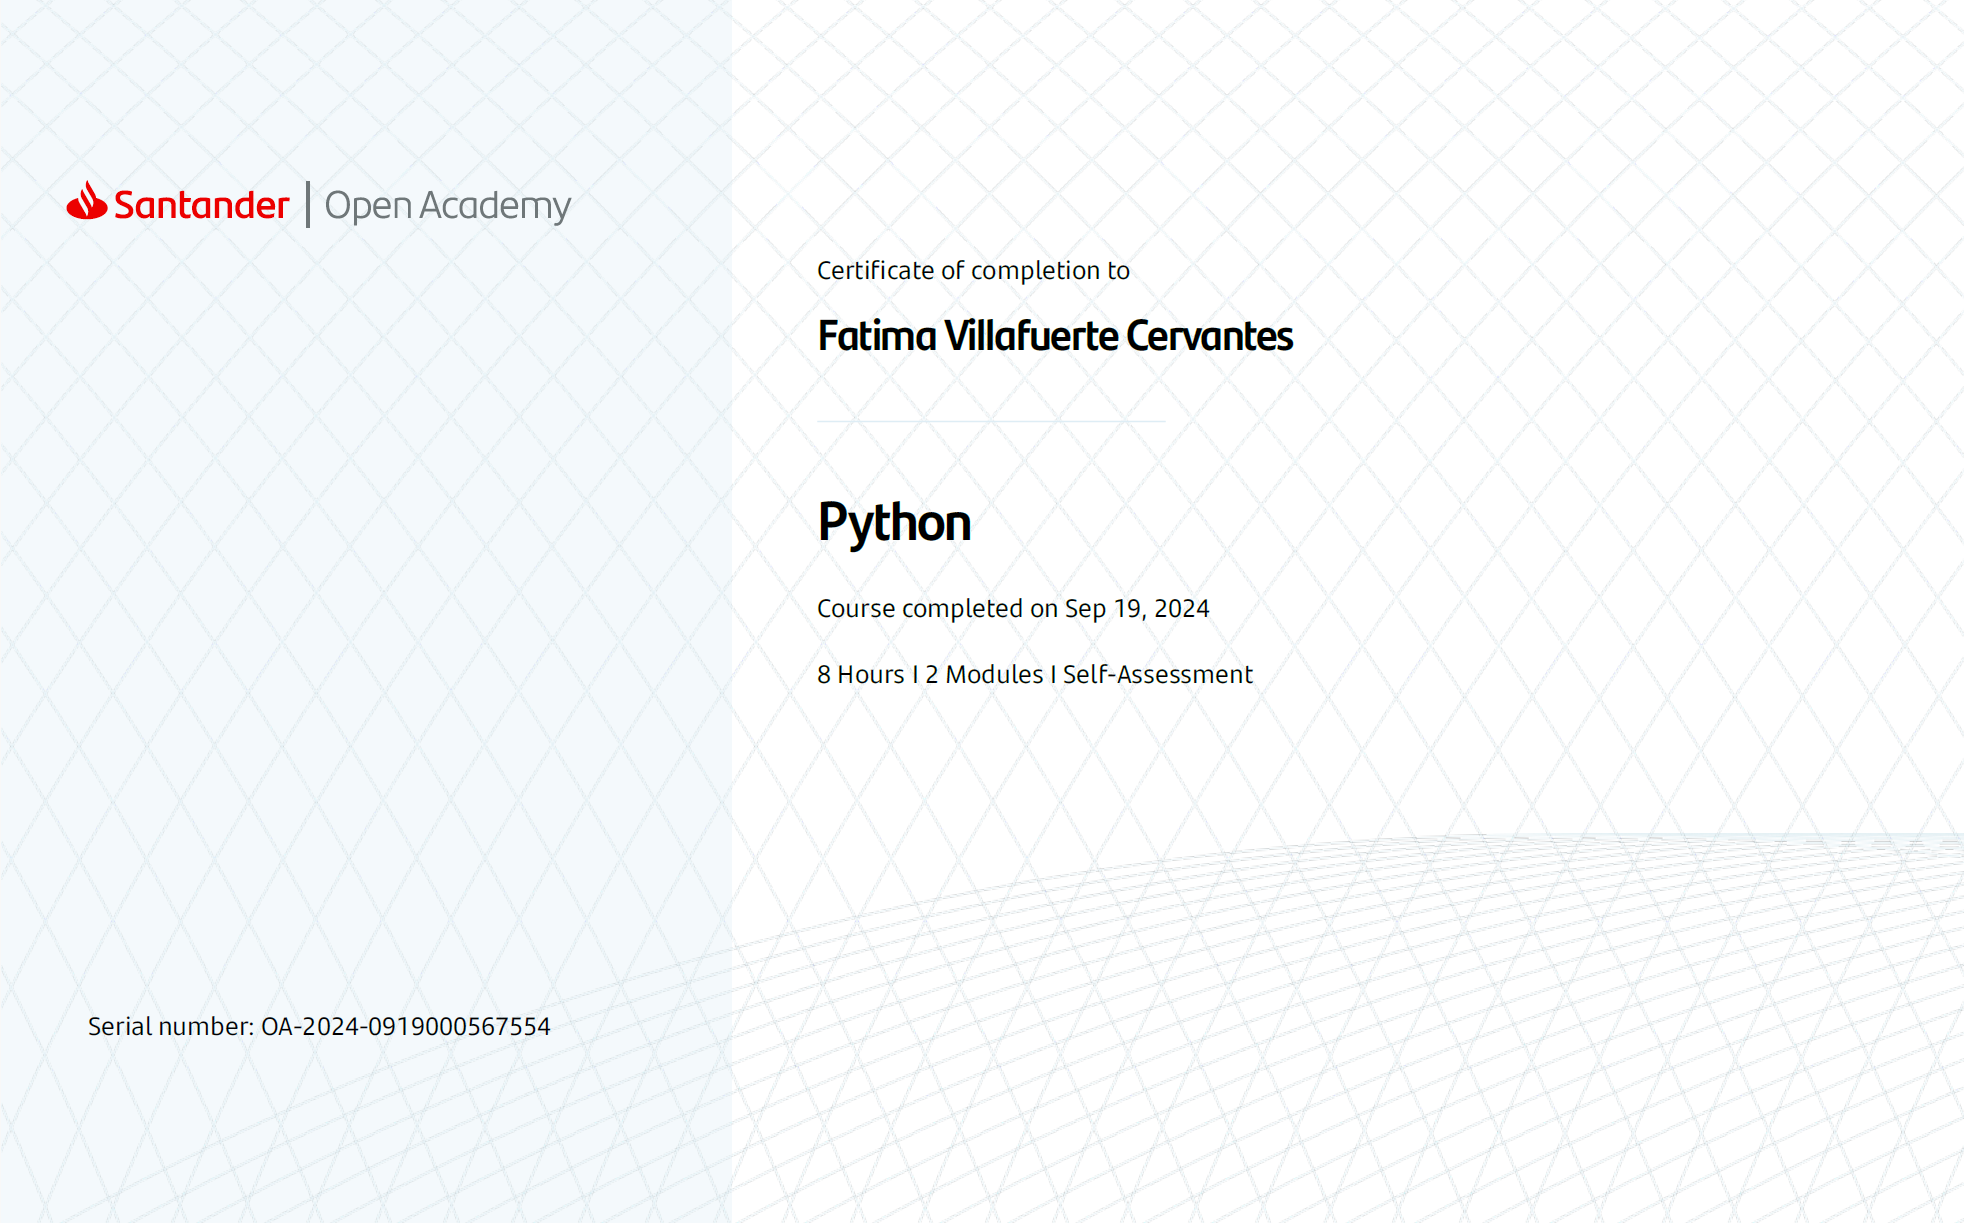 Santander | Open Academy
Certificate of completion to
Fatima Villafuerte Cervantes
Python
Course completed on Sep 19, 2024
8 Hours I 2 Modules I Self-Assessment
Serial number: OA-2024-0919000567554